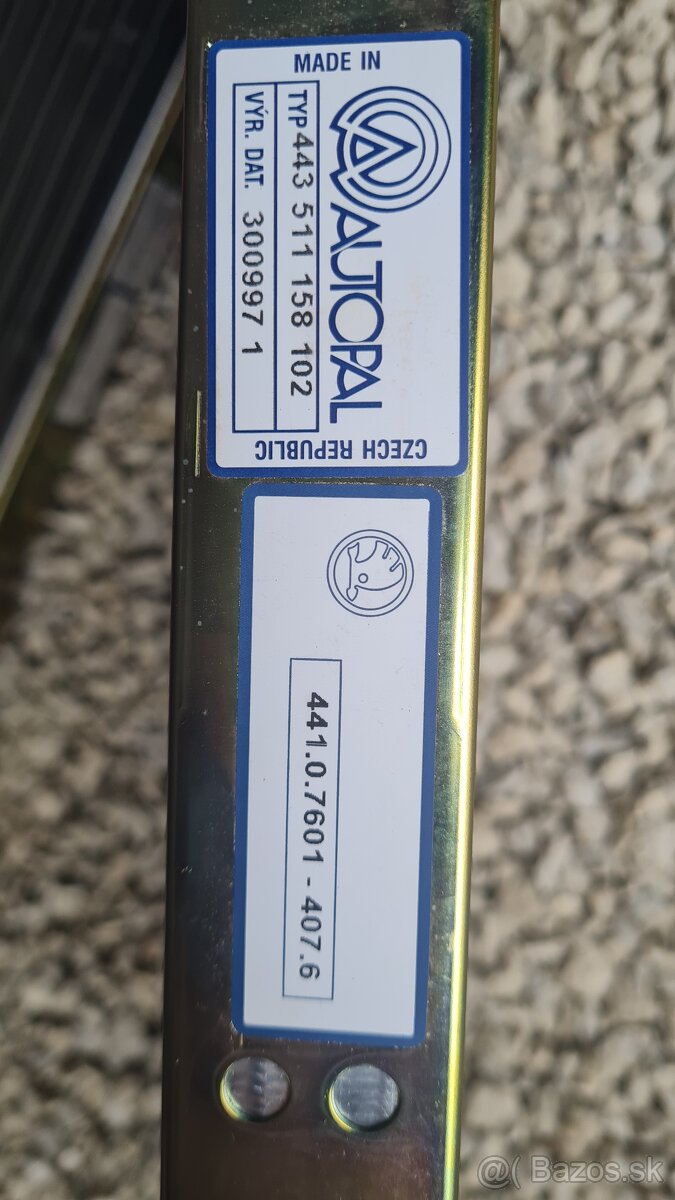 MADE IN
AUTOPAL
TYP 443 511 158 102
VÝR. DAT. 300997 1
CZECH REPUBLIC
441.0.7601 - 407.6
@( Bazos.sk